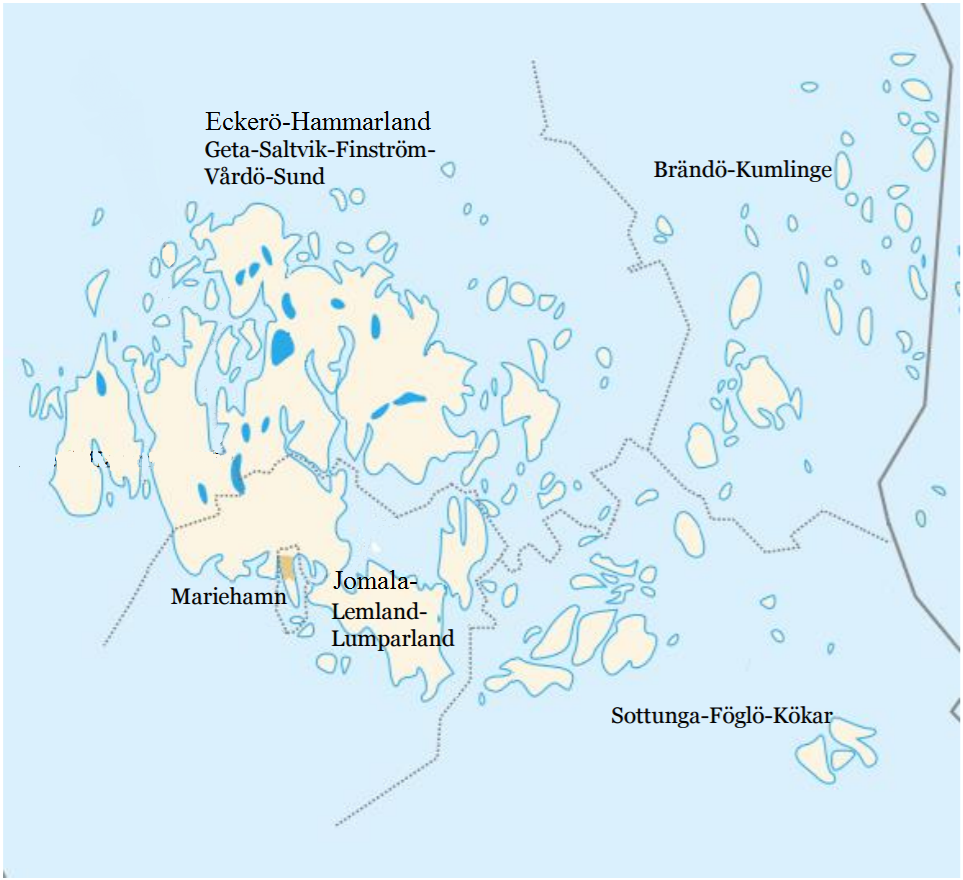 Eckerö-Hammarland
Geta-Saltvik-Finström-
Vårdö-Sund
Brändö-Kumlinge
Mariehamn
Jomala-
Lemland-
Lumparland
Sottunga-Föglö-Kökar